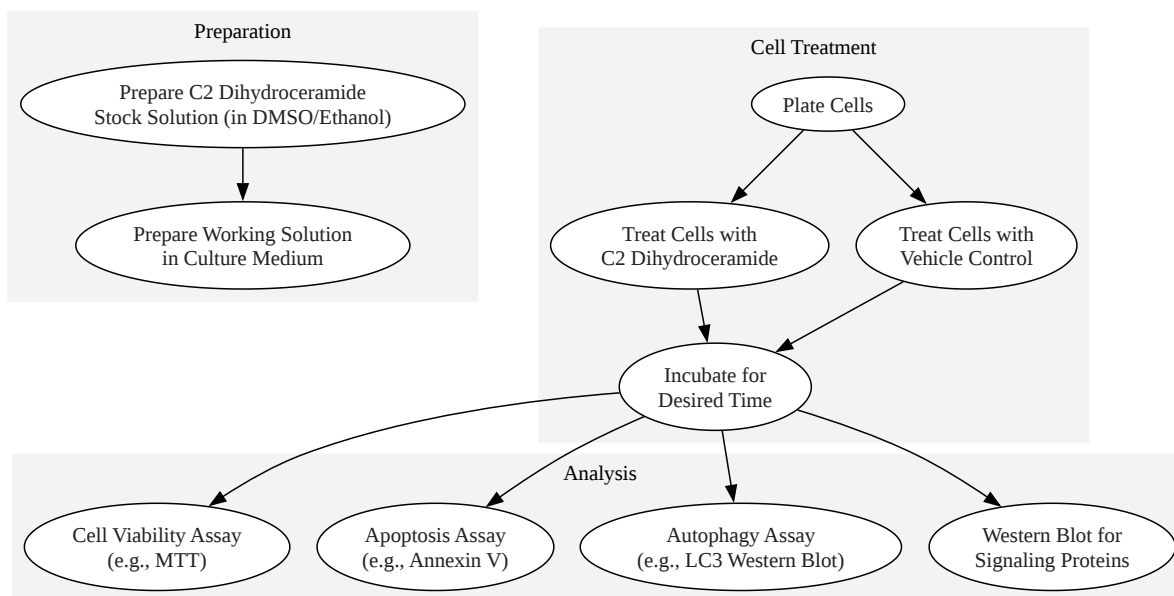 Preparation
Prepare C2 Dihydroceramide
Stock Solution (in DMSO/Ethanol)
Prepare Working Solution
in Culture Medium
Cell Treatment
Plate Cells
Treat Cells with
C2 Dihydroceramide
Treat Cells with
Vehicle Control
Incubate for
Desired Time
Analysis
Cell Viability Assay
(e.g., MTT)
Apoptosis Assay
(e.g., Annexin V)
Autophagy Assay
(e.g., LC3 Western Blot)
Western Blot for
Signaling Proteins